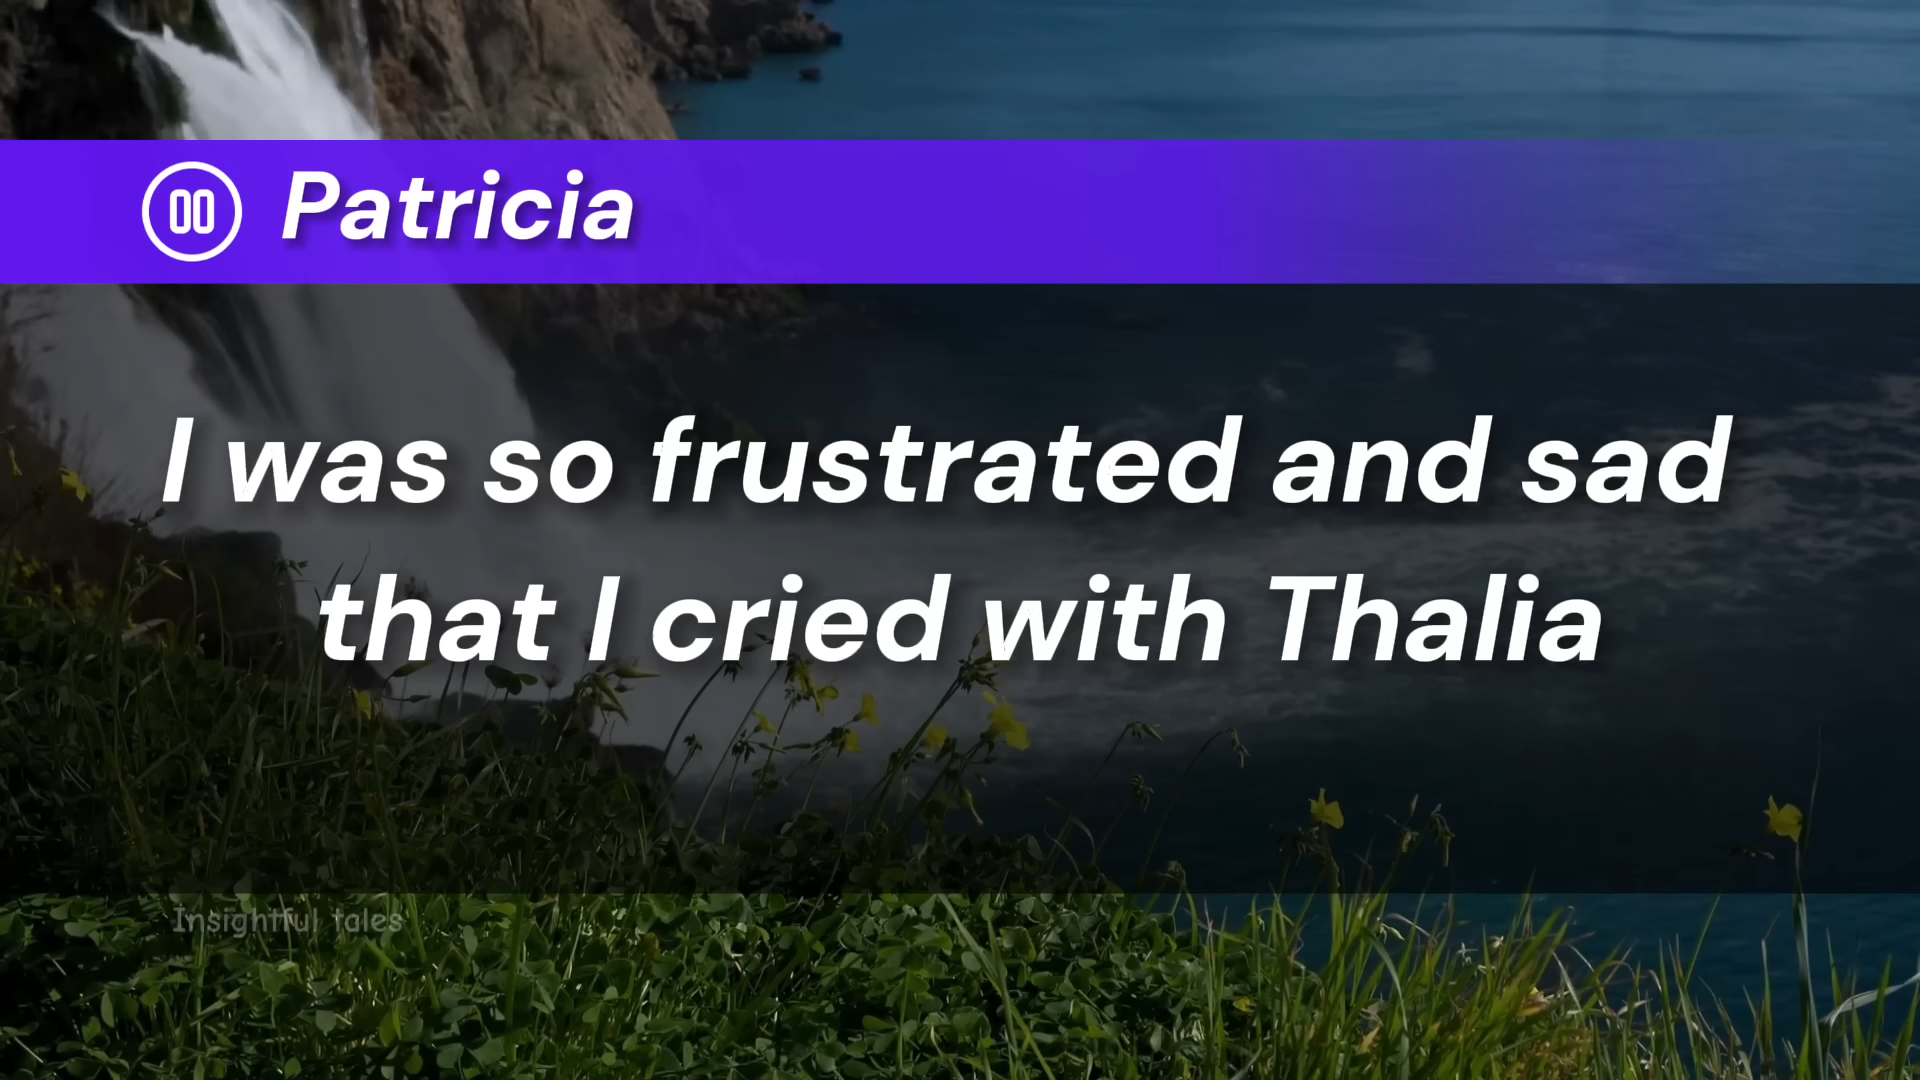 Patricia
I was so frustrated and sad
that I cried with Thalia
Insightful tales